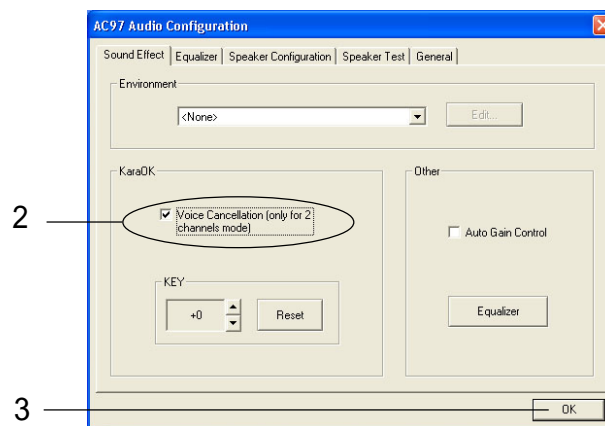 AC97 Audio Configuration
Sound Effect Equalizer Speaker Configuration Speaker Test General
Environment
<None> Edit...
KaraOK
Other
2
Voice Cancellation (only for 2
channels mode)
Auto Gain Control
KEY
+0 Reset
Equalizer
3
OK